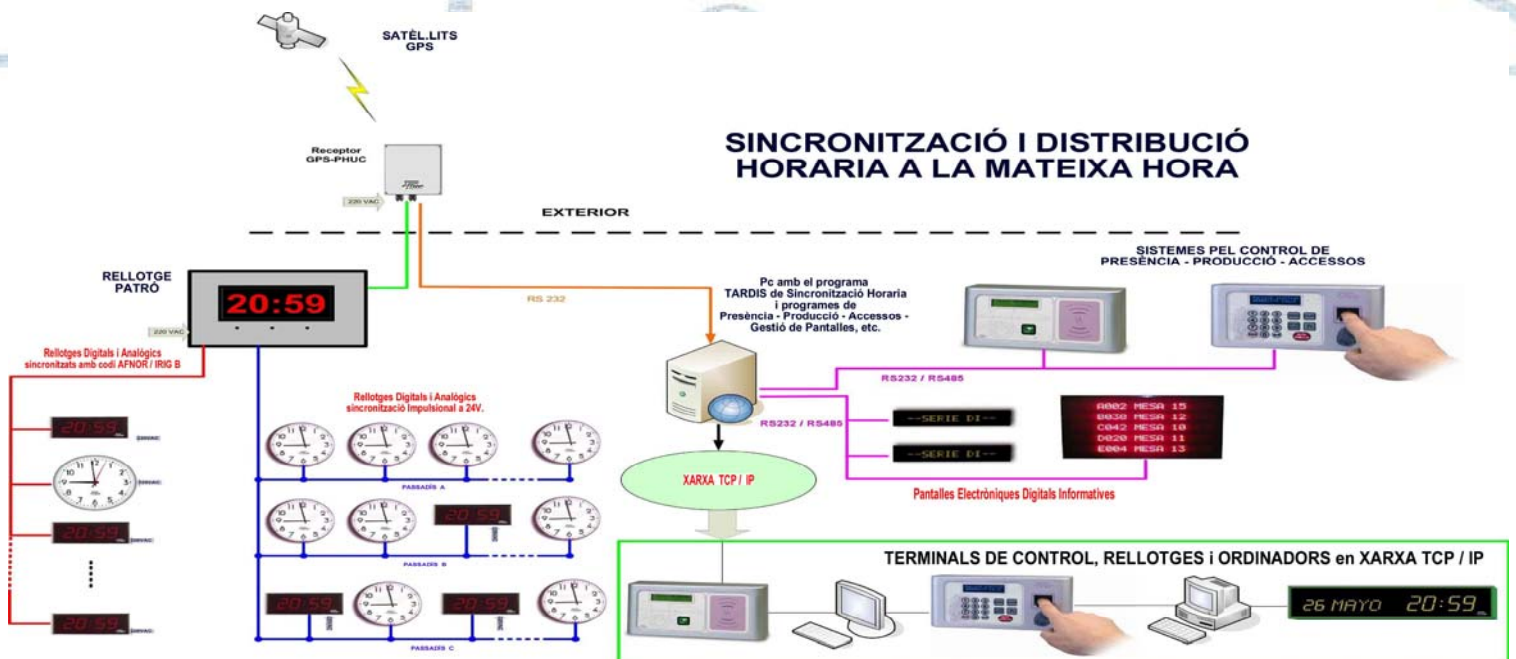 SATÈL.LITS
GPS
Receptor
GPS-PHUC
220 VAC
SINCRONITZACIÓ I DISTRIBUCIÓ
HORARIA A LA MATEIXA HORA
EXTERIOR
RELLOTGE
PATRÓ
20:59
220 VAC
RS 232
Pc amb el programa
TARDIS de Sincronització Horaria
i programes de
Presència - Producció - Accessos -
Gestió de Pantalles, etc.
SISTEMES PEL CONTROL DE
PRESÈNCIA - PRODUCCIÓ - ACCESSOS
Rellotges Digitals i Analógics
sincronitzats amb codi AFNOR / IRIG B
20:59
20:59
20:59
Rellotges Digitals i Analógics
sincronització Impulsional a 24V.
PASSADÍS A
20:59
PASSADÍS B
20:59
20:59
PASSADÍS C
RS232 / RS485
RS232 / RS485
--SERIE DI--
--SERIE DI--
A002 MESA 15
B038 MESA 12
C042 MESA 10
D020 MESA 11
E004 MESA 13
Pantalles Electròniques Digitals Informatives
XARXA TCP / IP
TERMINALS DE CONTROL, RELLOTGES i ORDINADORS en XARXA TCP / IP
26 MAYO 20:59